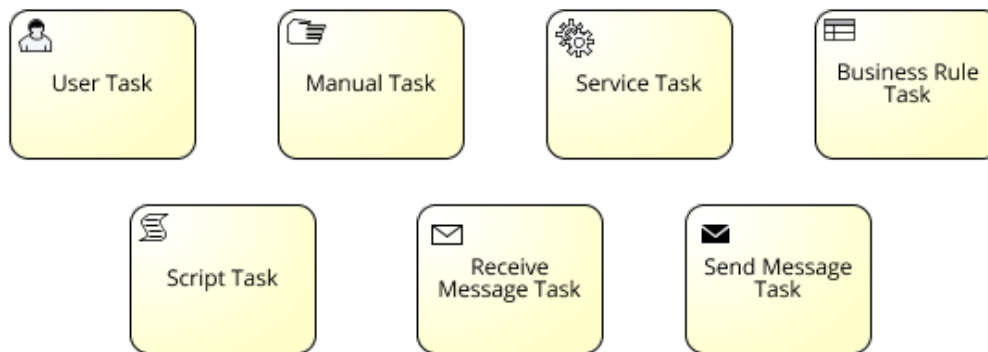 User Task
Manual Task
Service Task
Business Rule
Task
Script Task
Receive
Message Task
Send Message
Task